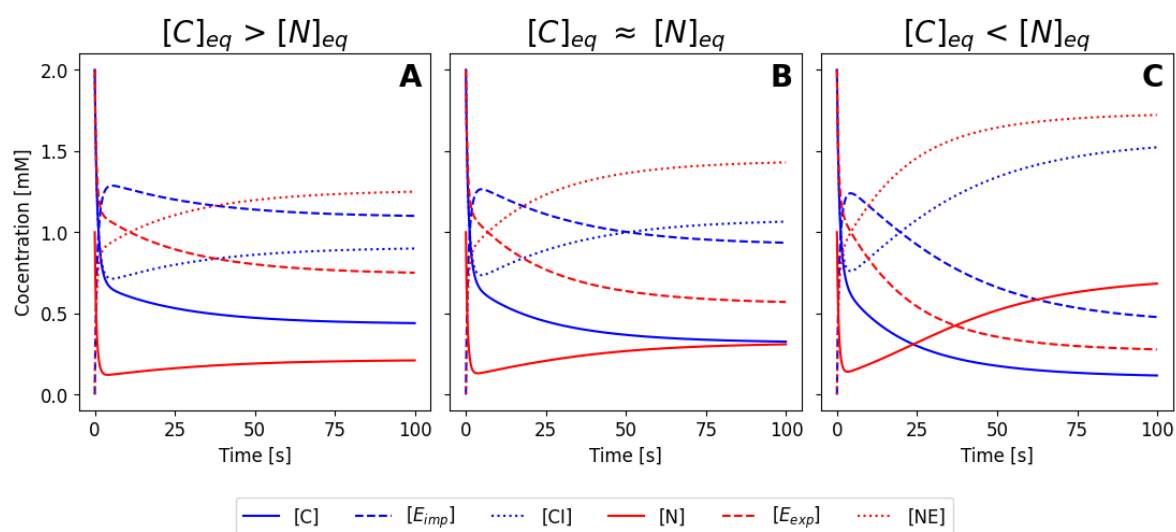 [C]eq > [N]eq
[C]eq ≈ [N]eq
[C]eq < [N]eq
A
B
C
Cocentration [mM]
2.0
1.5
1.0
0.5
0.0
0 25 50 75 100
0 25 50 75 100
0 25 50 75 100
Time [s]
Time [s]
Time [s]
[C] [Eimp] [CI] [N] [Eexp] [NE]